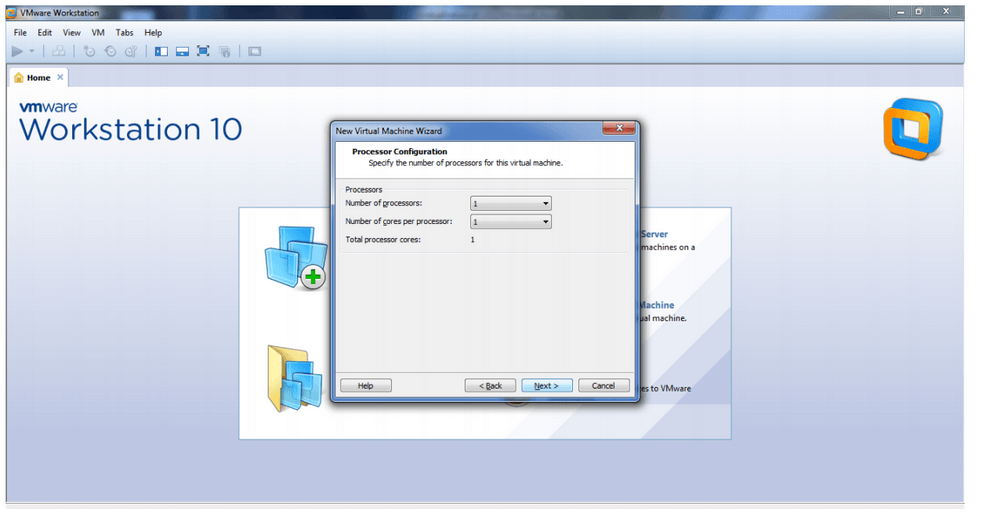 VMware Workstation
File Edit View VM Tabs Help
Home
vmware
Workstation 10
New Virtual Machine Wizard
Processor Configuration
Specify the number of processors for this virtual machine.
Processors
Number of processors: 1
Number of cores per processor: 1
Total processor cores: 1
Server
machines on a
Machine
ual machine.
es to VMware
Help < Back Next > Cancel